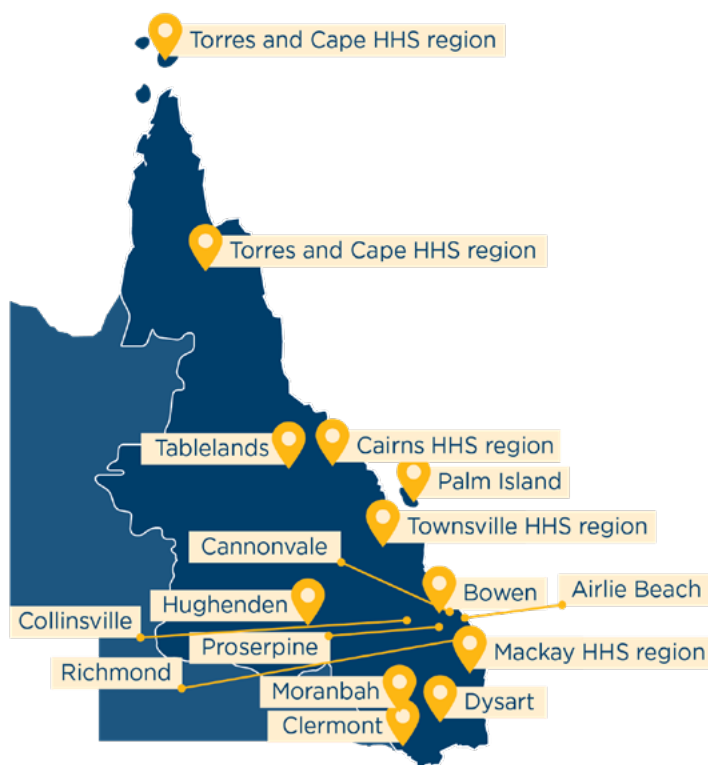 Torres and Cape HHS region
Torres and Cape HHS region
Tablelands
Cairns HHS region
Palm Island
Townsville HHS region
Cannonvale
Bowen
Airlie Beach
Hughenden
Collinsville
Proserpine
Mackay HHS region
Richmond
Moranbah
Dysart
Clermont